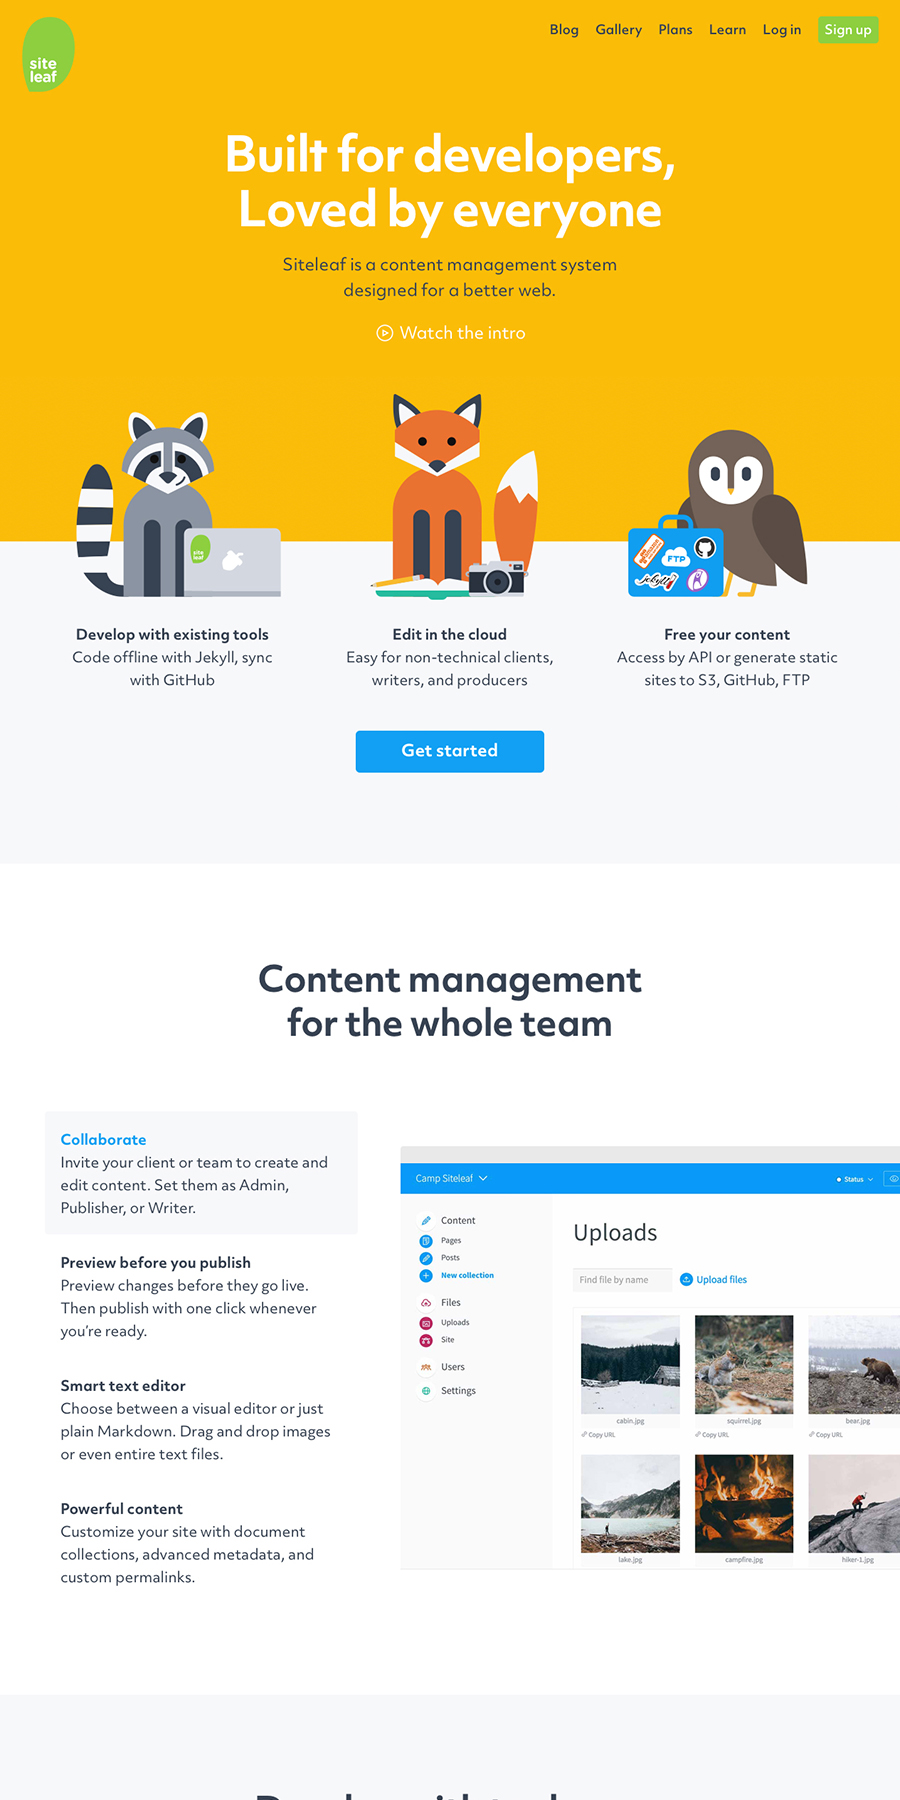 site
leaf
Blog
Gallery
Plans
Learn
Log in
Sign up
Built for developers,
Loved by everyone
Siteleaf is a content management system
designed for a better web.
Watch the intro
site
leaf
FTP
jekyll
Develop with existing tools
Code offline with Jekyll, sync
with GitHub
Edit in the cloud
Easy for non-technical clients,
writers, and producers
Free your content
Access by API or generate static
sites to S3, GitHub, FTP
Get started
Content management
for the whole team
Collaborate
Invite your client or team to create and
edit content. Set them as Admin,
Publisher, or Writer.
Preview before you publish
Preview changes before they go live.
Then publish with one click whenever
you’re ready.
Smart text editor
Choose between a visual editor or just
plain Markdown. Drag and drop images
or even entire text files.
Powerful content
Customize your site with document
collections, advanced metadata, and
custom permalinks.
Camp Siteleaf
Status
Content
Pages
Posts
New collection
Files
Uploads
Site
Users
Settings
Uploads
Find file by name
Upload files
cabin.jpg
squirrel.jpg
bear.jpg
Copy URL
Copy URL
Copy URL
lake.jpg
campfire.jpg
hiker-1.jpg